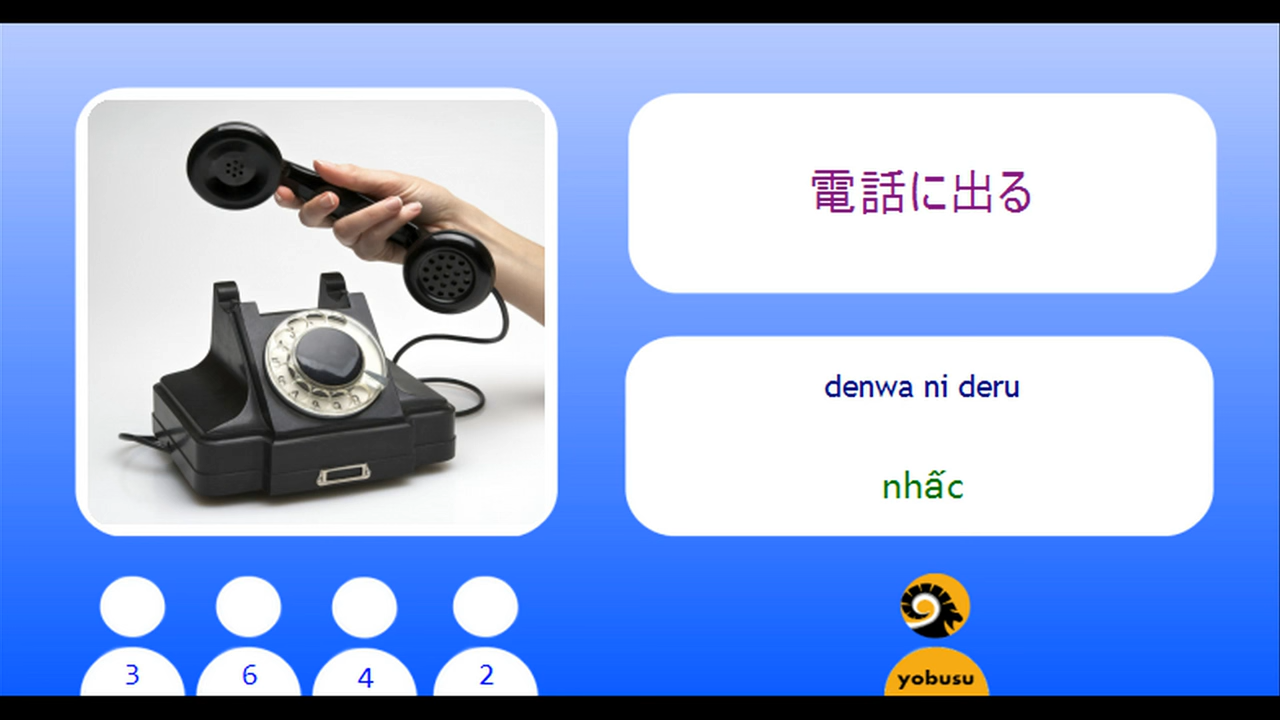 電話に出る
denwa ni deru
nhấc
3 6 4 2
yobusu